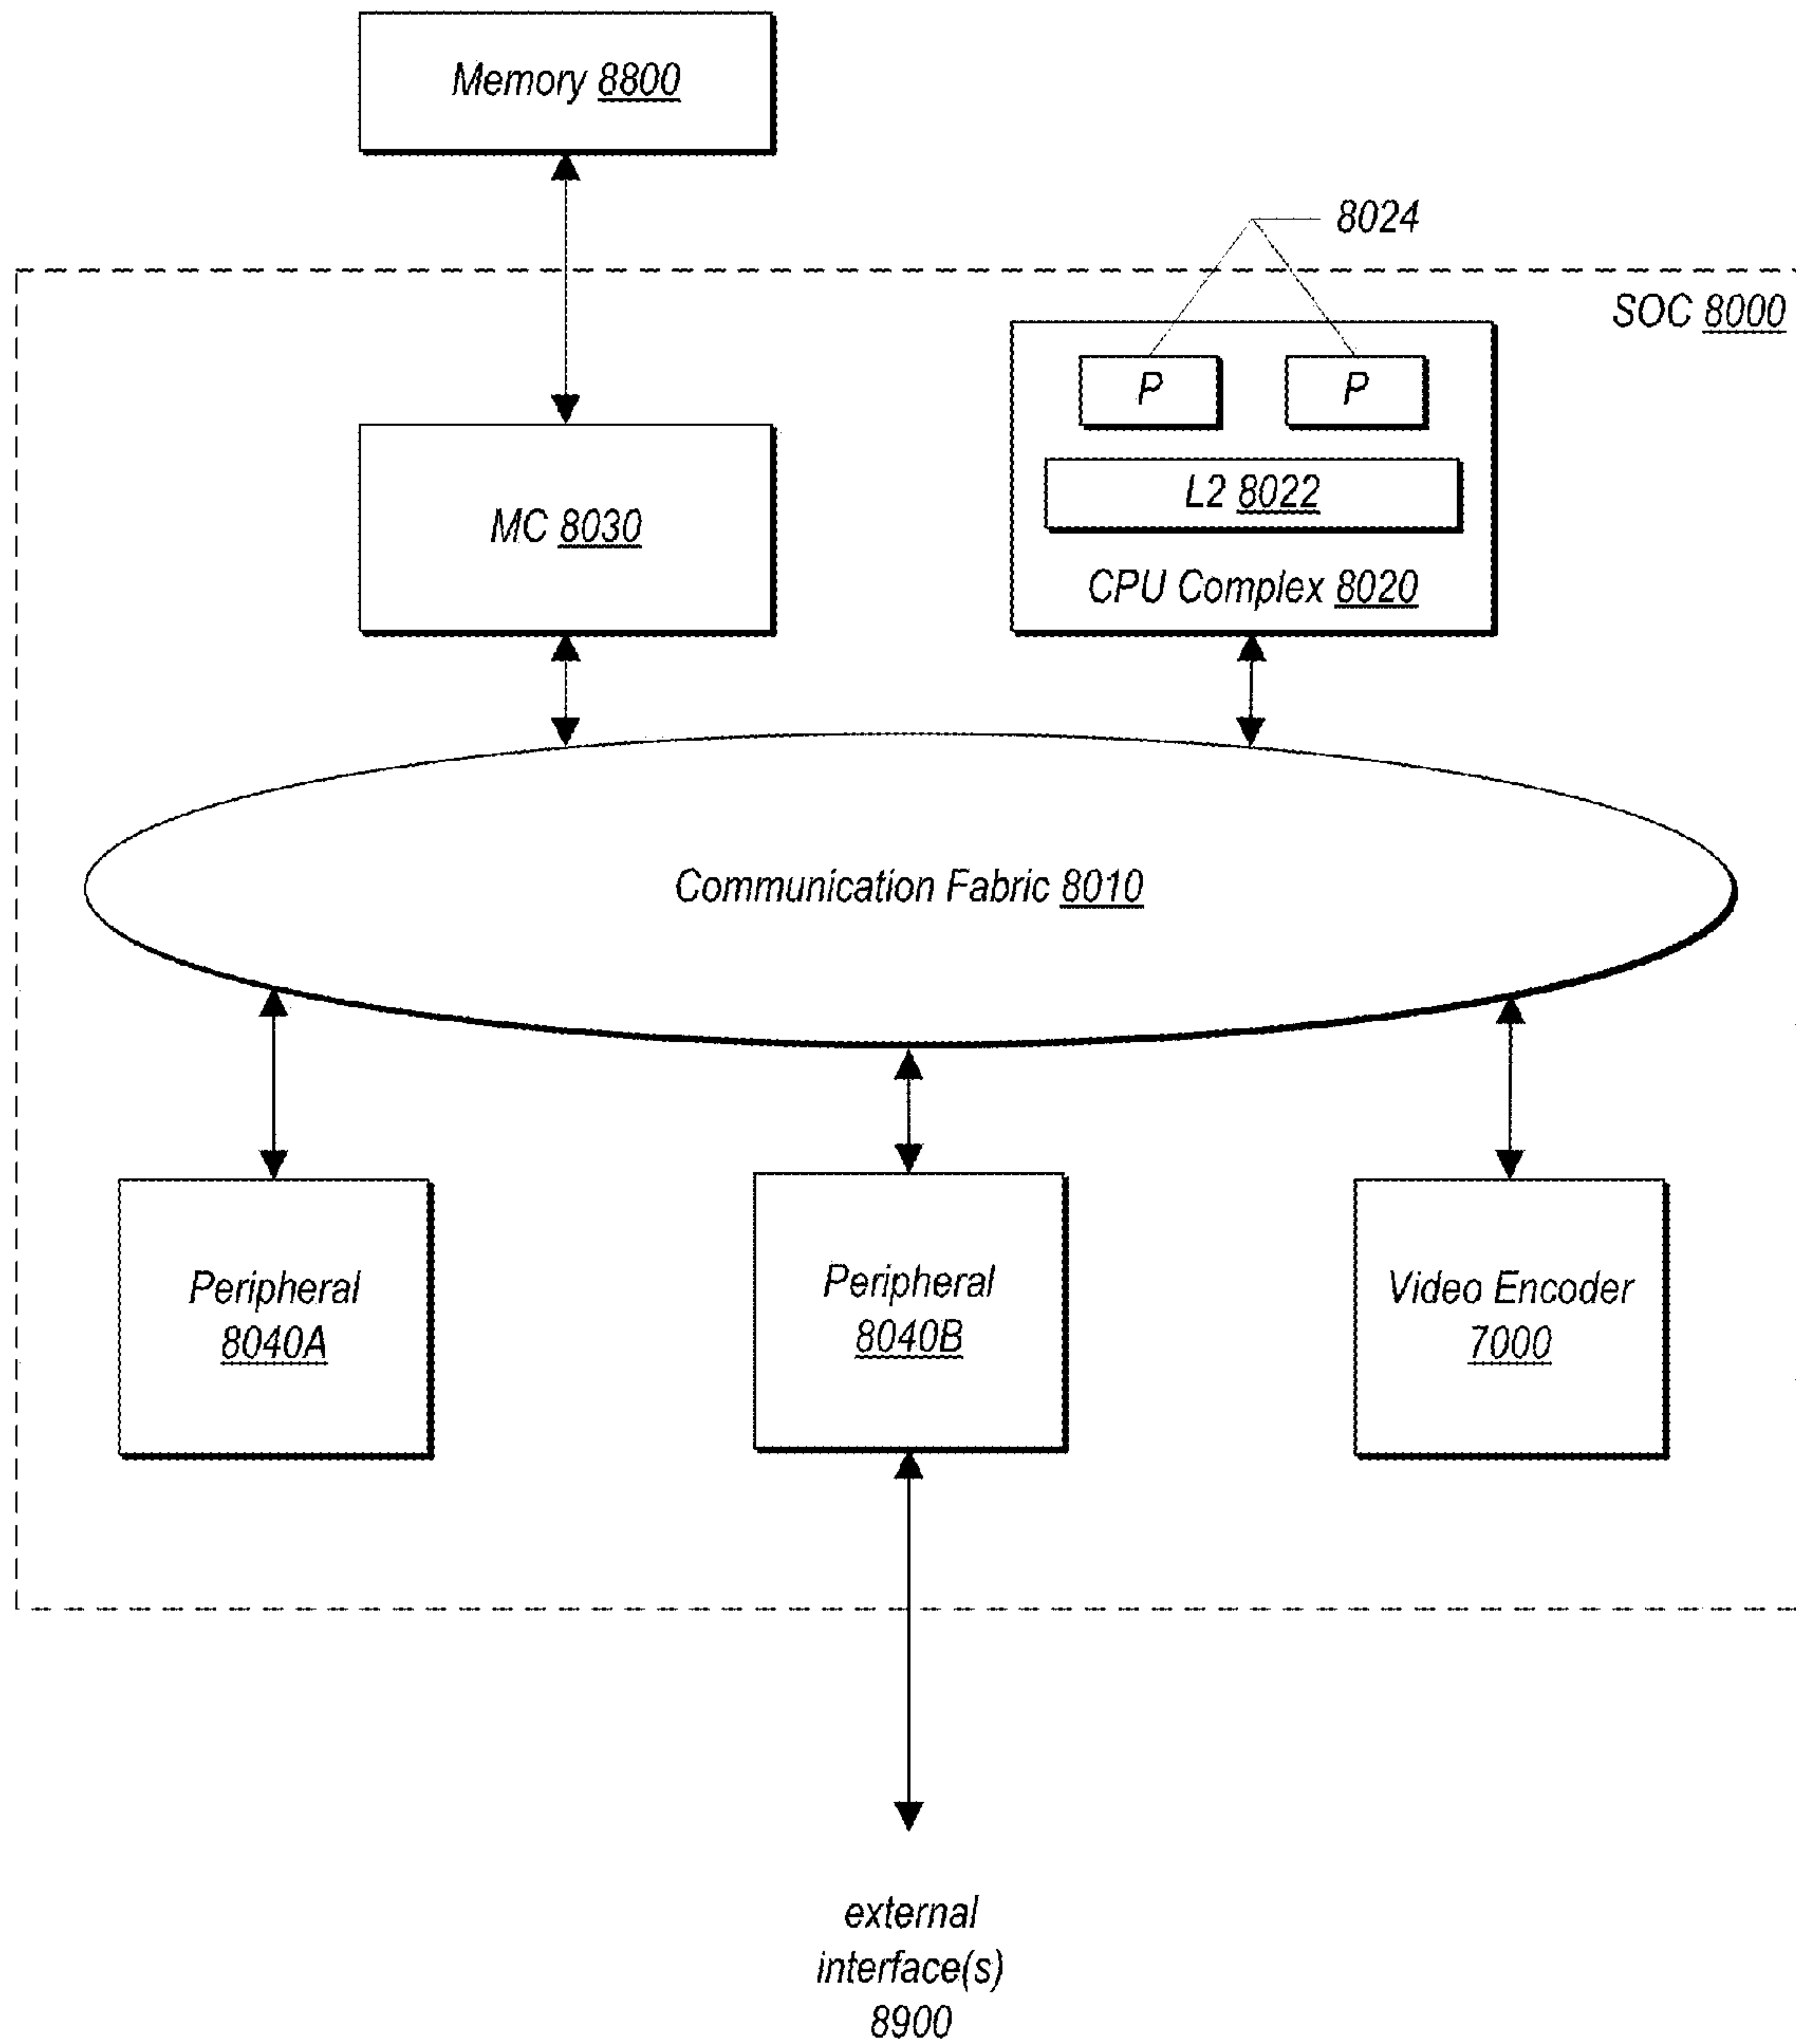 Memory 8800
8024
SOC 8000
P
P
L2 8022
MC 8030
CPU Complex 8020
Communication Fabric 8010
Peripheral
8040A
Peripheral
8040B
Video Encoder
7000
external
interface(s)
8900